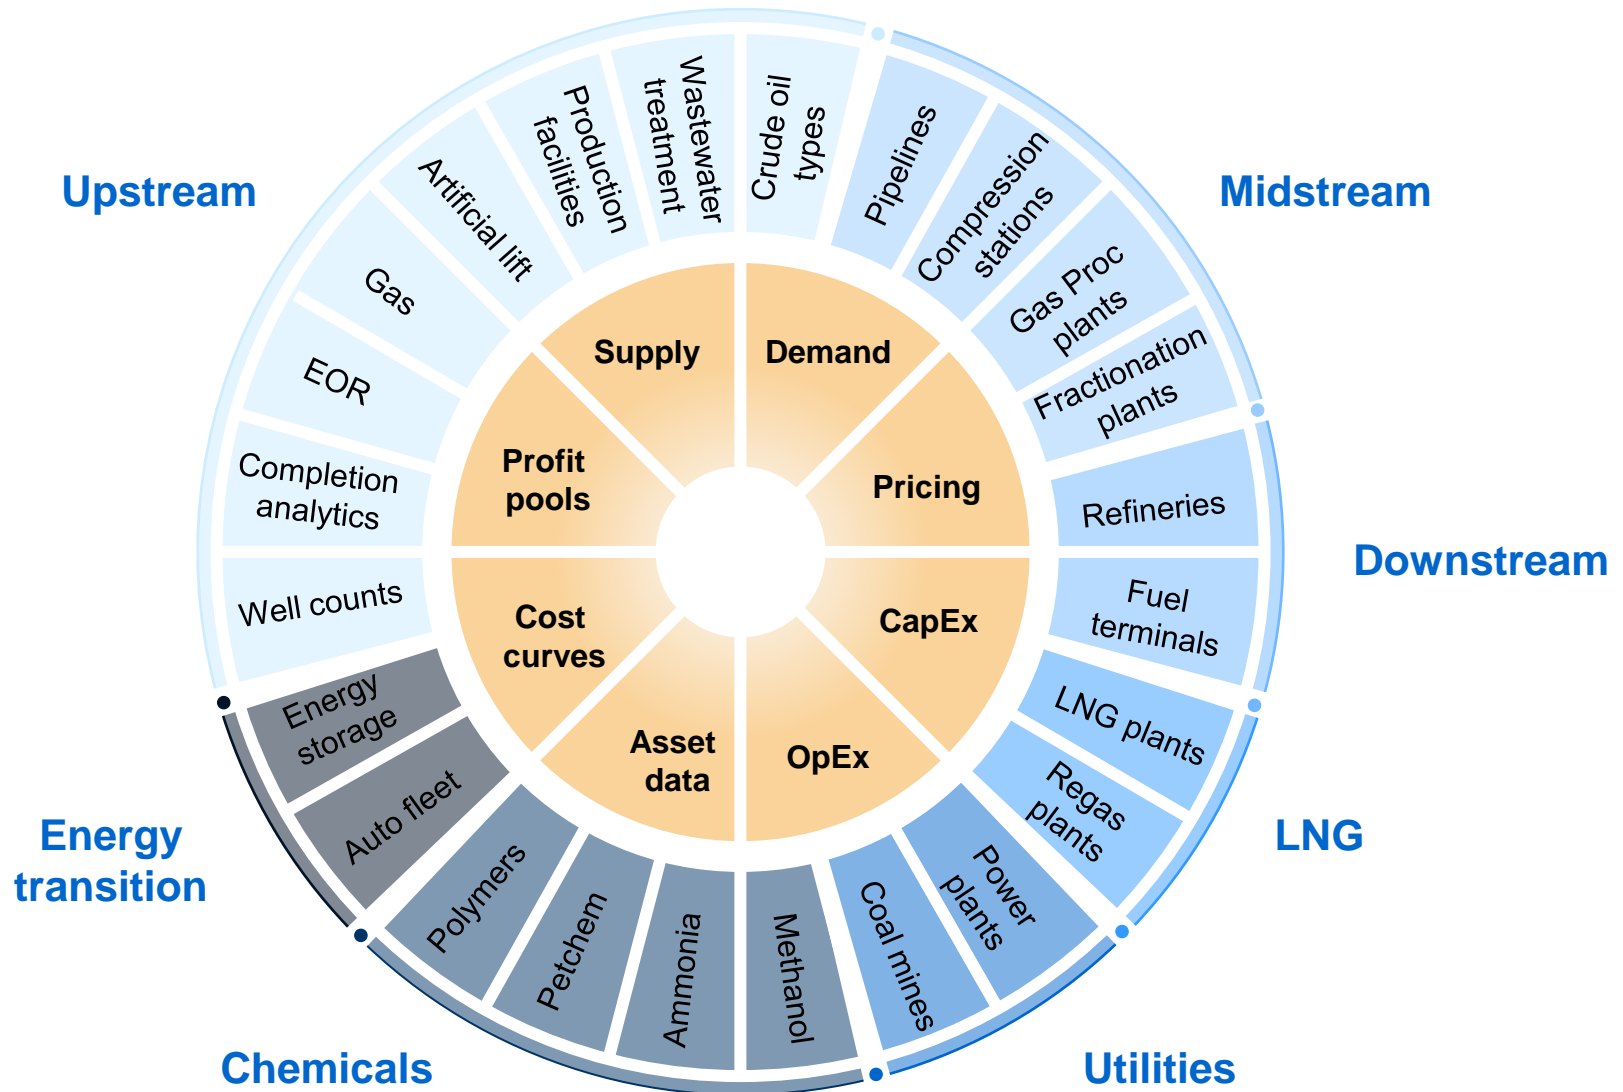 Upstream
Midstream
Downstream
LNG
Utilities
Chemicals
Energy
transition
Crude oil
types
Pipelines
Compression
stations
Gas Proc
plants
Fractionation
plants
Refineries
Fuel
terminals
LNG plants
Regas
plants
Power
plants
Coal mines
Methanol
Ammonia
Petchem
Polymers
Auto fleet
Energy
storage
Well counts
Completion
analytics
EOR
Gas
Artificial lift
Production
facilities
Wastewater
treatment
Supply
Demand
Pricing
CapEx
OpEx
Asset
data
Cost
curves
Profit
pools